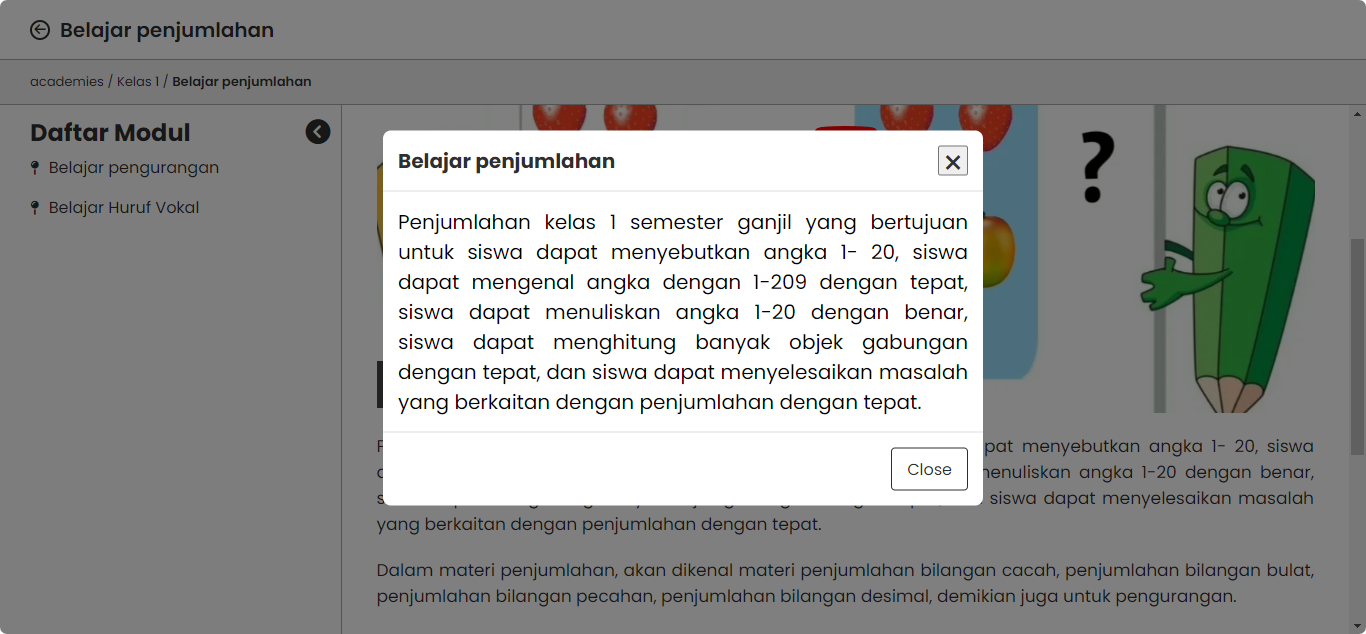 Belajar penjumlahan
academies / Kelas 1 / Belajar penjumlahan
Daftar Modul
Belajar pengurangan
Belajar Huruf Vokal
?
Belajar penjumlahan
Penjumlahan kelas 1 semester ganjil yang bertujuan
untuk siswa dapat menyebutkan angka 1- 20, siswa
dapat mengenal angka dengan 1-209 dengan tepat,
siswa dapat menuliskan angka 1-20 dengan benar,
siswa dapat menghitung banyak objek gabungan
dengan tepat, dan siswa dapat menyelesaikan masalah
yang berkaitan dengan penjumlahan dengan tepat.
Close
menyebutkan angka 1- 20, siswa
angka 1-20 dengan benar,
siswa dapat menyelesaikan masalah
yang berkaitan dengan penjumlahan dengan tepat.
Dalam materi penjumlahan, akan dikenal materi penjumlahan bilangan cacah, penjumlahan bilangan bulat,
penjumlahan bilangan pecahan, penjumlahan bilangan desimal, demikian juga untuk pengurangan.